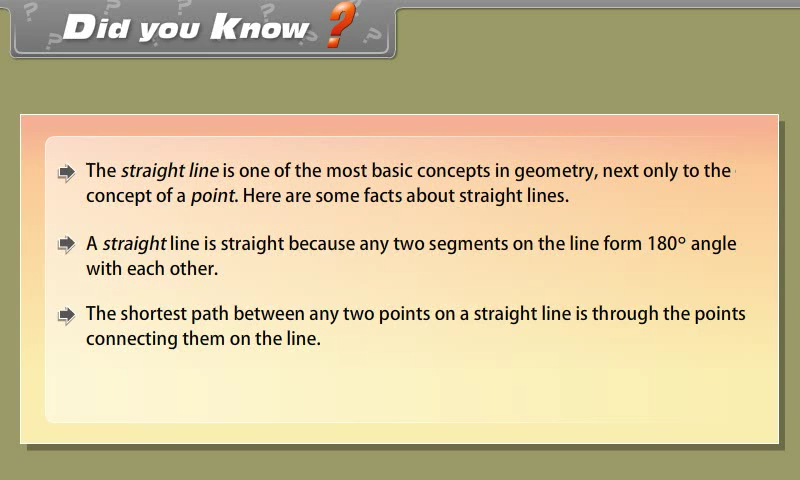 Did you Know?
The straight line is one of the most basic concepts in geometry, next only to the
concept of a point. Here are some facts about straight lines.
A straight line is straight because any two segments on the line form 180º angle
with each other.
The shortest path between any two points on a straight line is through the points
connecting them on the line.